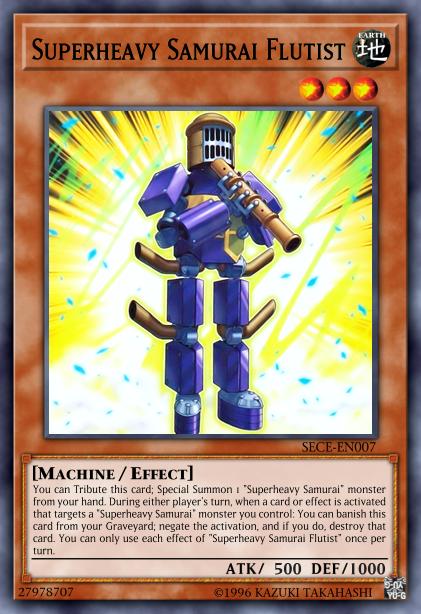 SUPERHEAVY SAMURAI FLUTIST
EARTH
地
SECE-EN007
[MACHINE / EFFECT]
You can Tribute this card; Special Summon 1 "Superheavy Samurai" monster
from your hand. During either player's turn, when a card or effect is activated
that targets a "Superheavy Samurai" monster you control: You can banish this
card from your Graveyard; negate the activation, and if you do, destroy that
card. You can only use each effect of "Superheavy Samurai Flutist" once per
turn.
ATK/ 500 DEF/1000
27978707
©1996 KAZUKI TAKAHASHI